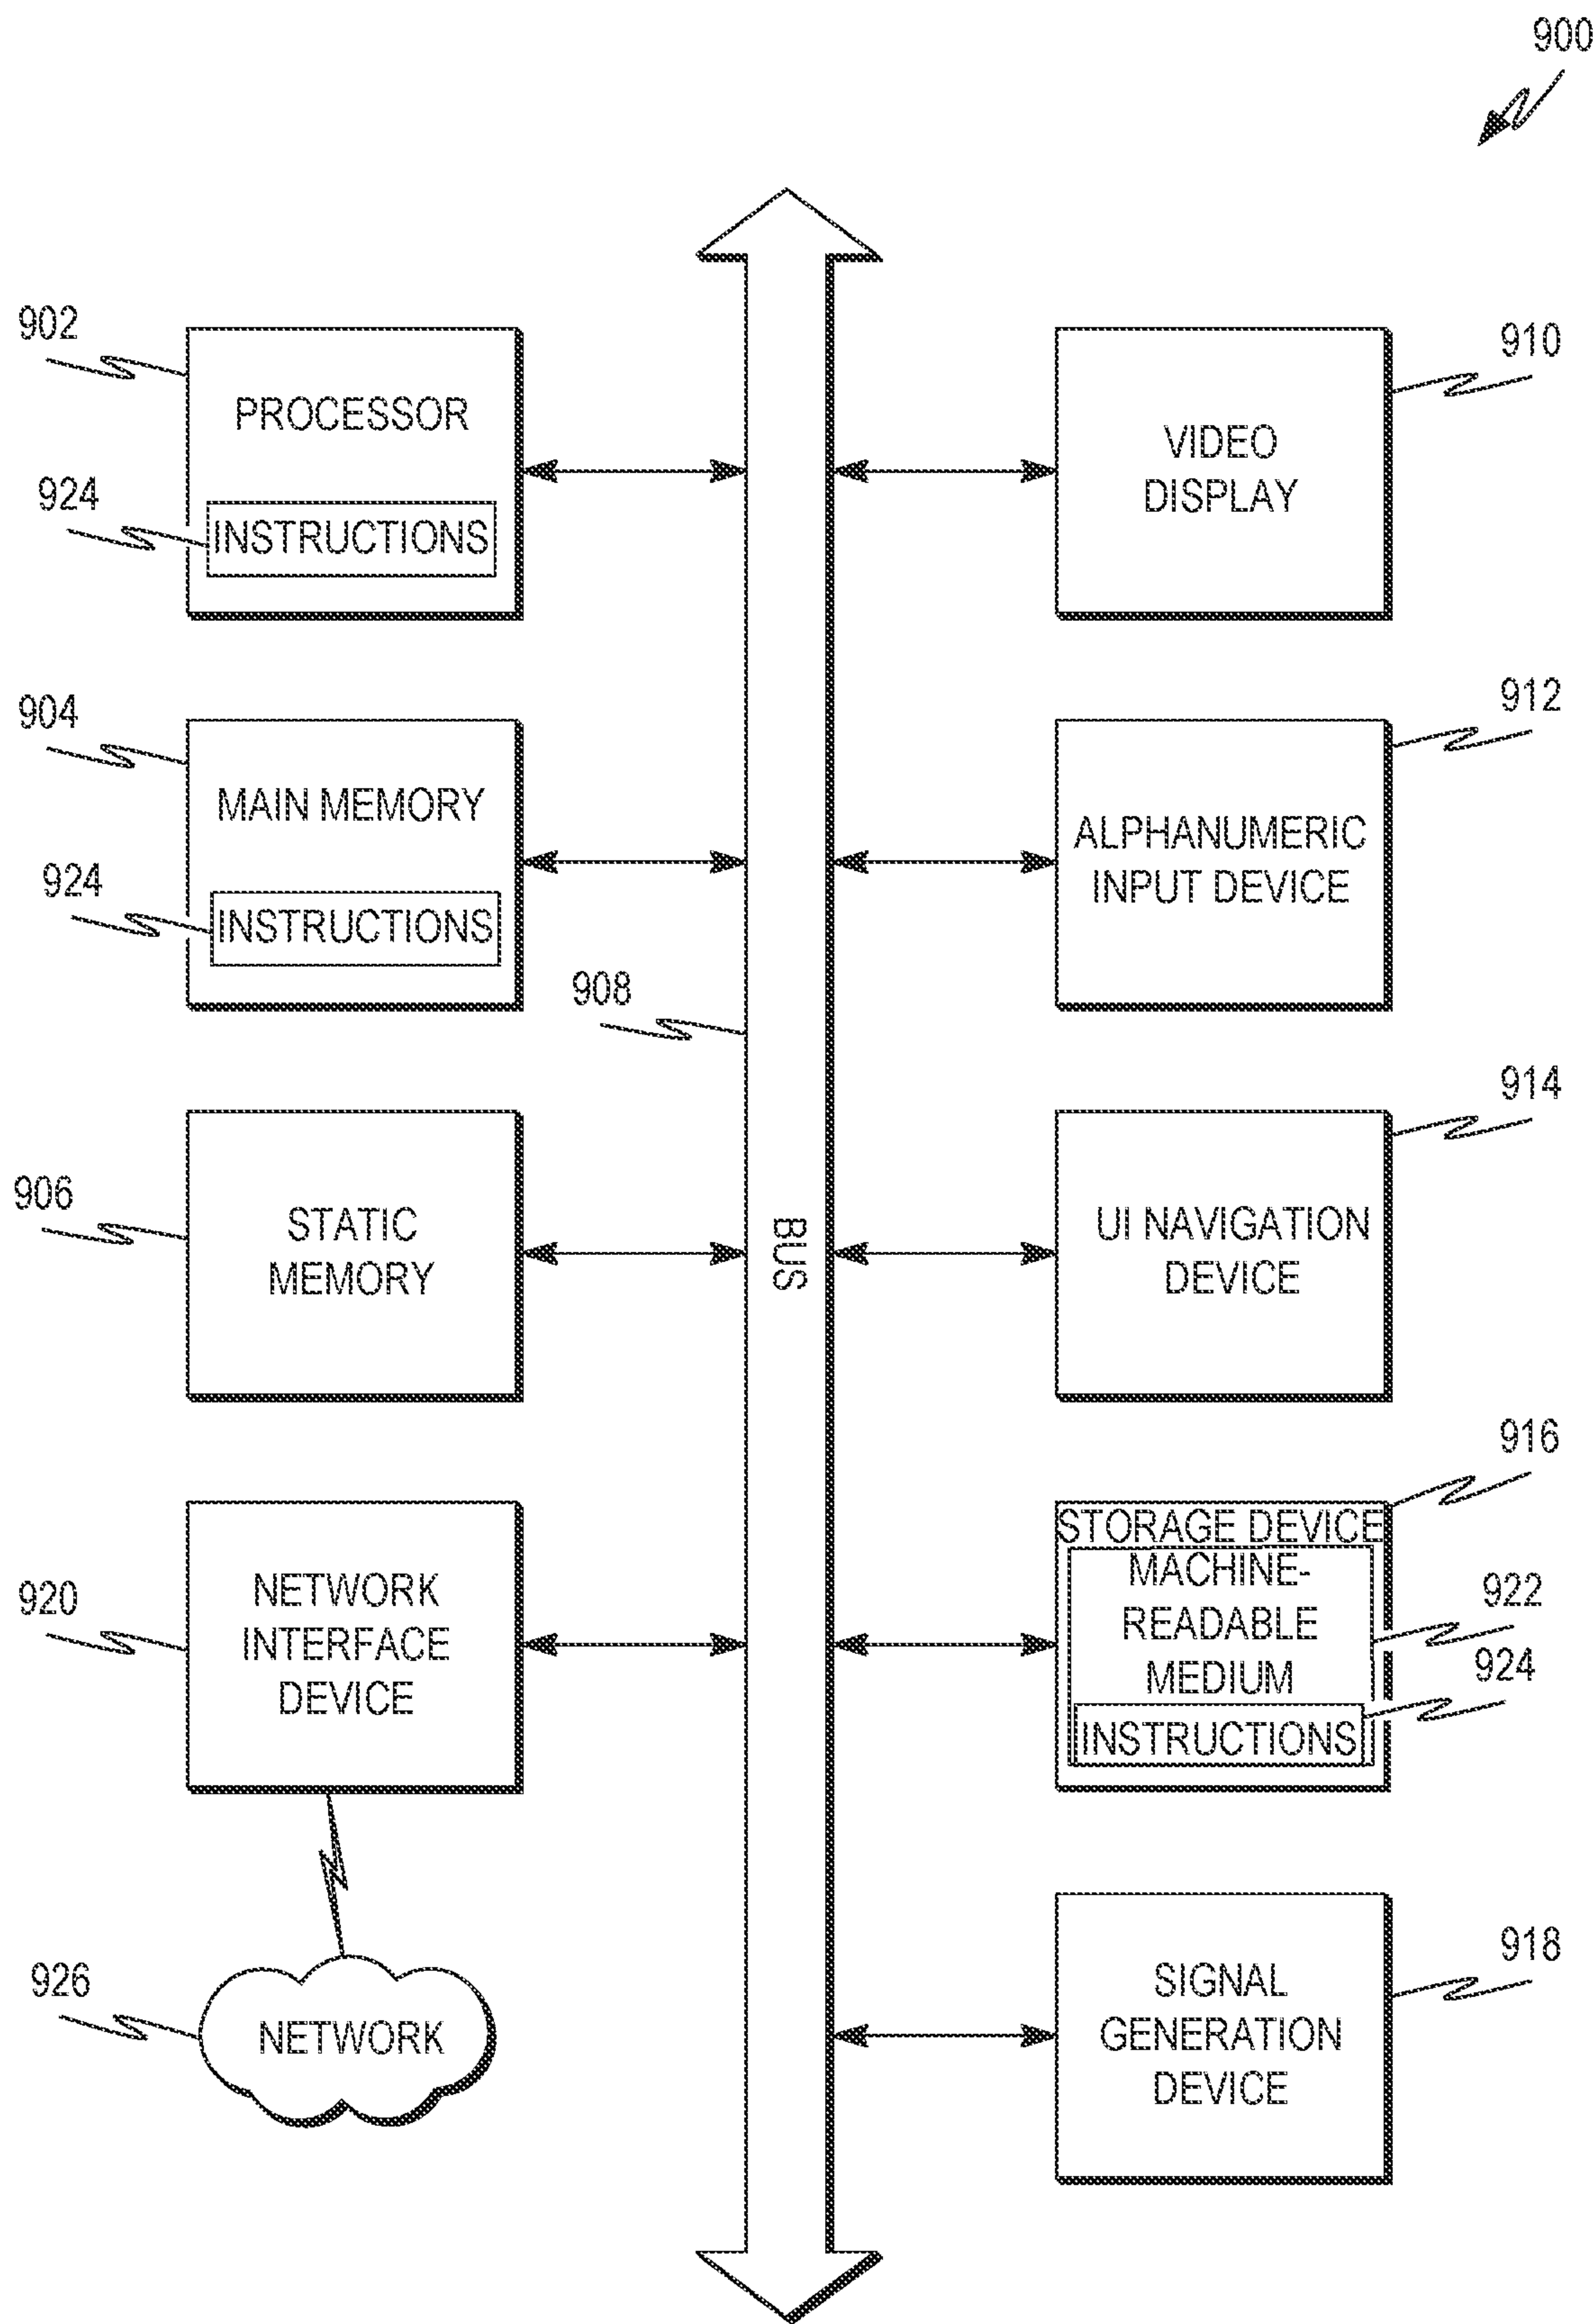 900
902
PROCESSOR
924
INSTRUCTIONS
910
VIDEO
DISPLAY
904
MAIN MEMORY
924
INSTRUCTIONS
912
ALPHANUMERIC
INPUT DEVICE
908
BUS
906
STATIC
MEMORY
914
UI NAVIGATION
DEVICE
920
NETWORK
INTERFACE
DEVICE
916
STORAGE DEVICE
MACHINE-
READABLE
MEDIUM
922
924
INSTRUCTIONS
926
NETWORK
918
SIGNAL
GENERATION
DEVICE